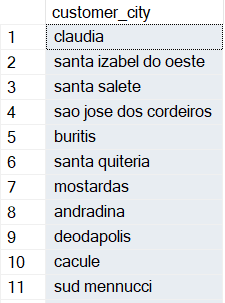 customer_city
1 claudia
2 santa izabel do oeste
3 santa salete
4 sao jose dos cordeiros
5 buritis
6 santa quiteria
7 mostardas
8 andradina
9 deodapolis
10 cacule
11 sud mennucci